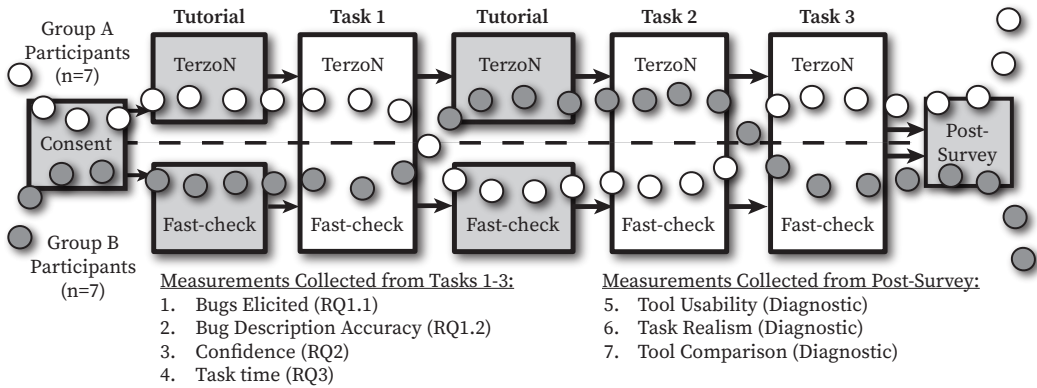 Tutorial
Task 1
Tutorial
Task 2
Task 3
Group A
Participants
(n=7)
TerzoN
TerzoN
TerzoN
TerzoN
TerzoN
Consent
Post-
Survey
Fast-check
Fast-check
Fast-check
Fast-check
Fast-check
Group B
Participants
(n=7)
Measurements Collected from Tasks 1-3:
1. Bugs Elicited (RQ1.1)
2. Bug Description Accuracy (RQ1.2)
3. Confidence (RQ2)
4. Task time (RQ3)
Measurements Collected from Post-Survey:
5. Tool Usability (Diagnostic)
6. Task Realism (Diagnostic)
7. Tool Comparison (Diagnostic)